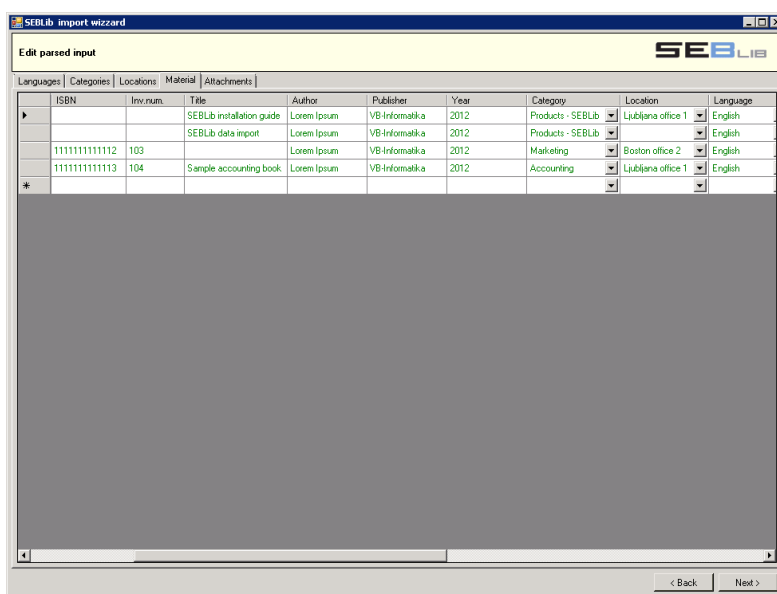 SEBLib import wizzard
Edit parsed input
SEBLIB
Languages Categories Locations Material Attachments
ISBN Inv.num. Title Author Publisher Year Category Location Language
SEBLib installation guide Lorem Ipsum VB-Informatika 2012 Products - SEBLib Ljubljana office 1 English
SEBLib data import Lorem Ipsum VB-Informatika 2012 Products - SEBLib English
1111111111112 103 Lorem Ipsum VB-Informatika 2012 Marketing Boston office 2 English
1111111111113 104 Sample accounting book Lorem Ipsum VB-Informatika 2012 Accounting Ljubljana office 1 English
< Back Next >